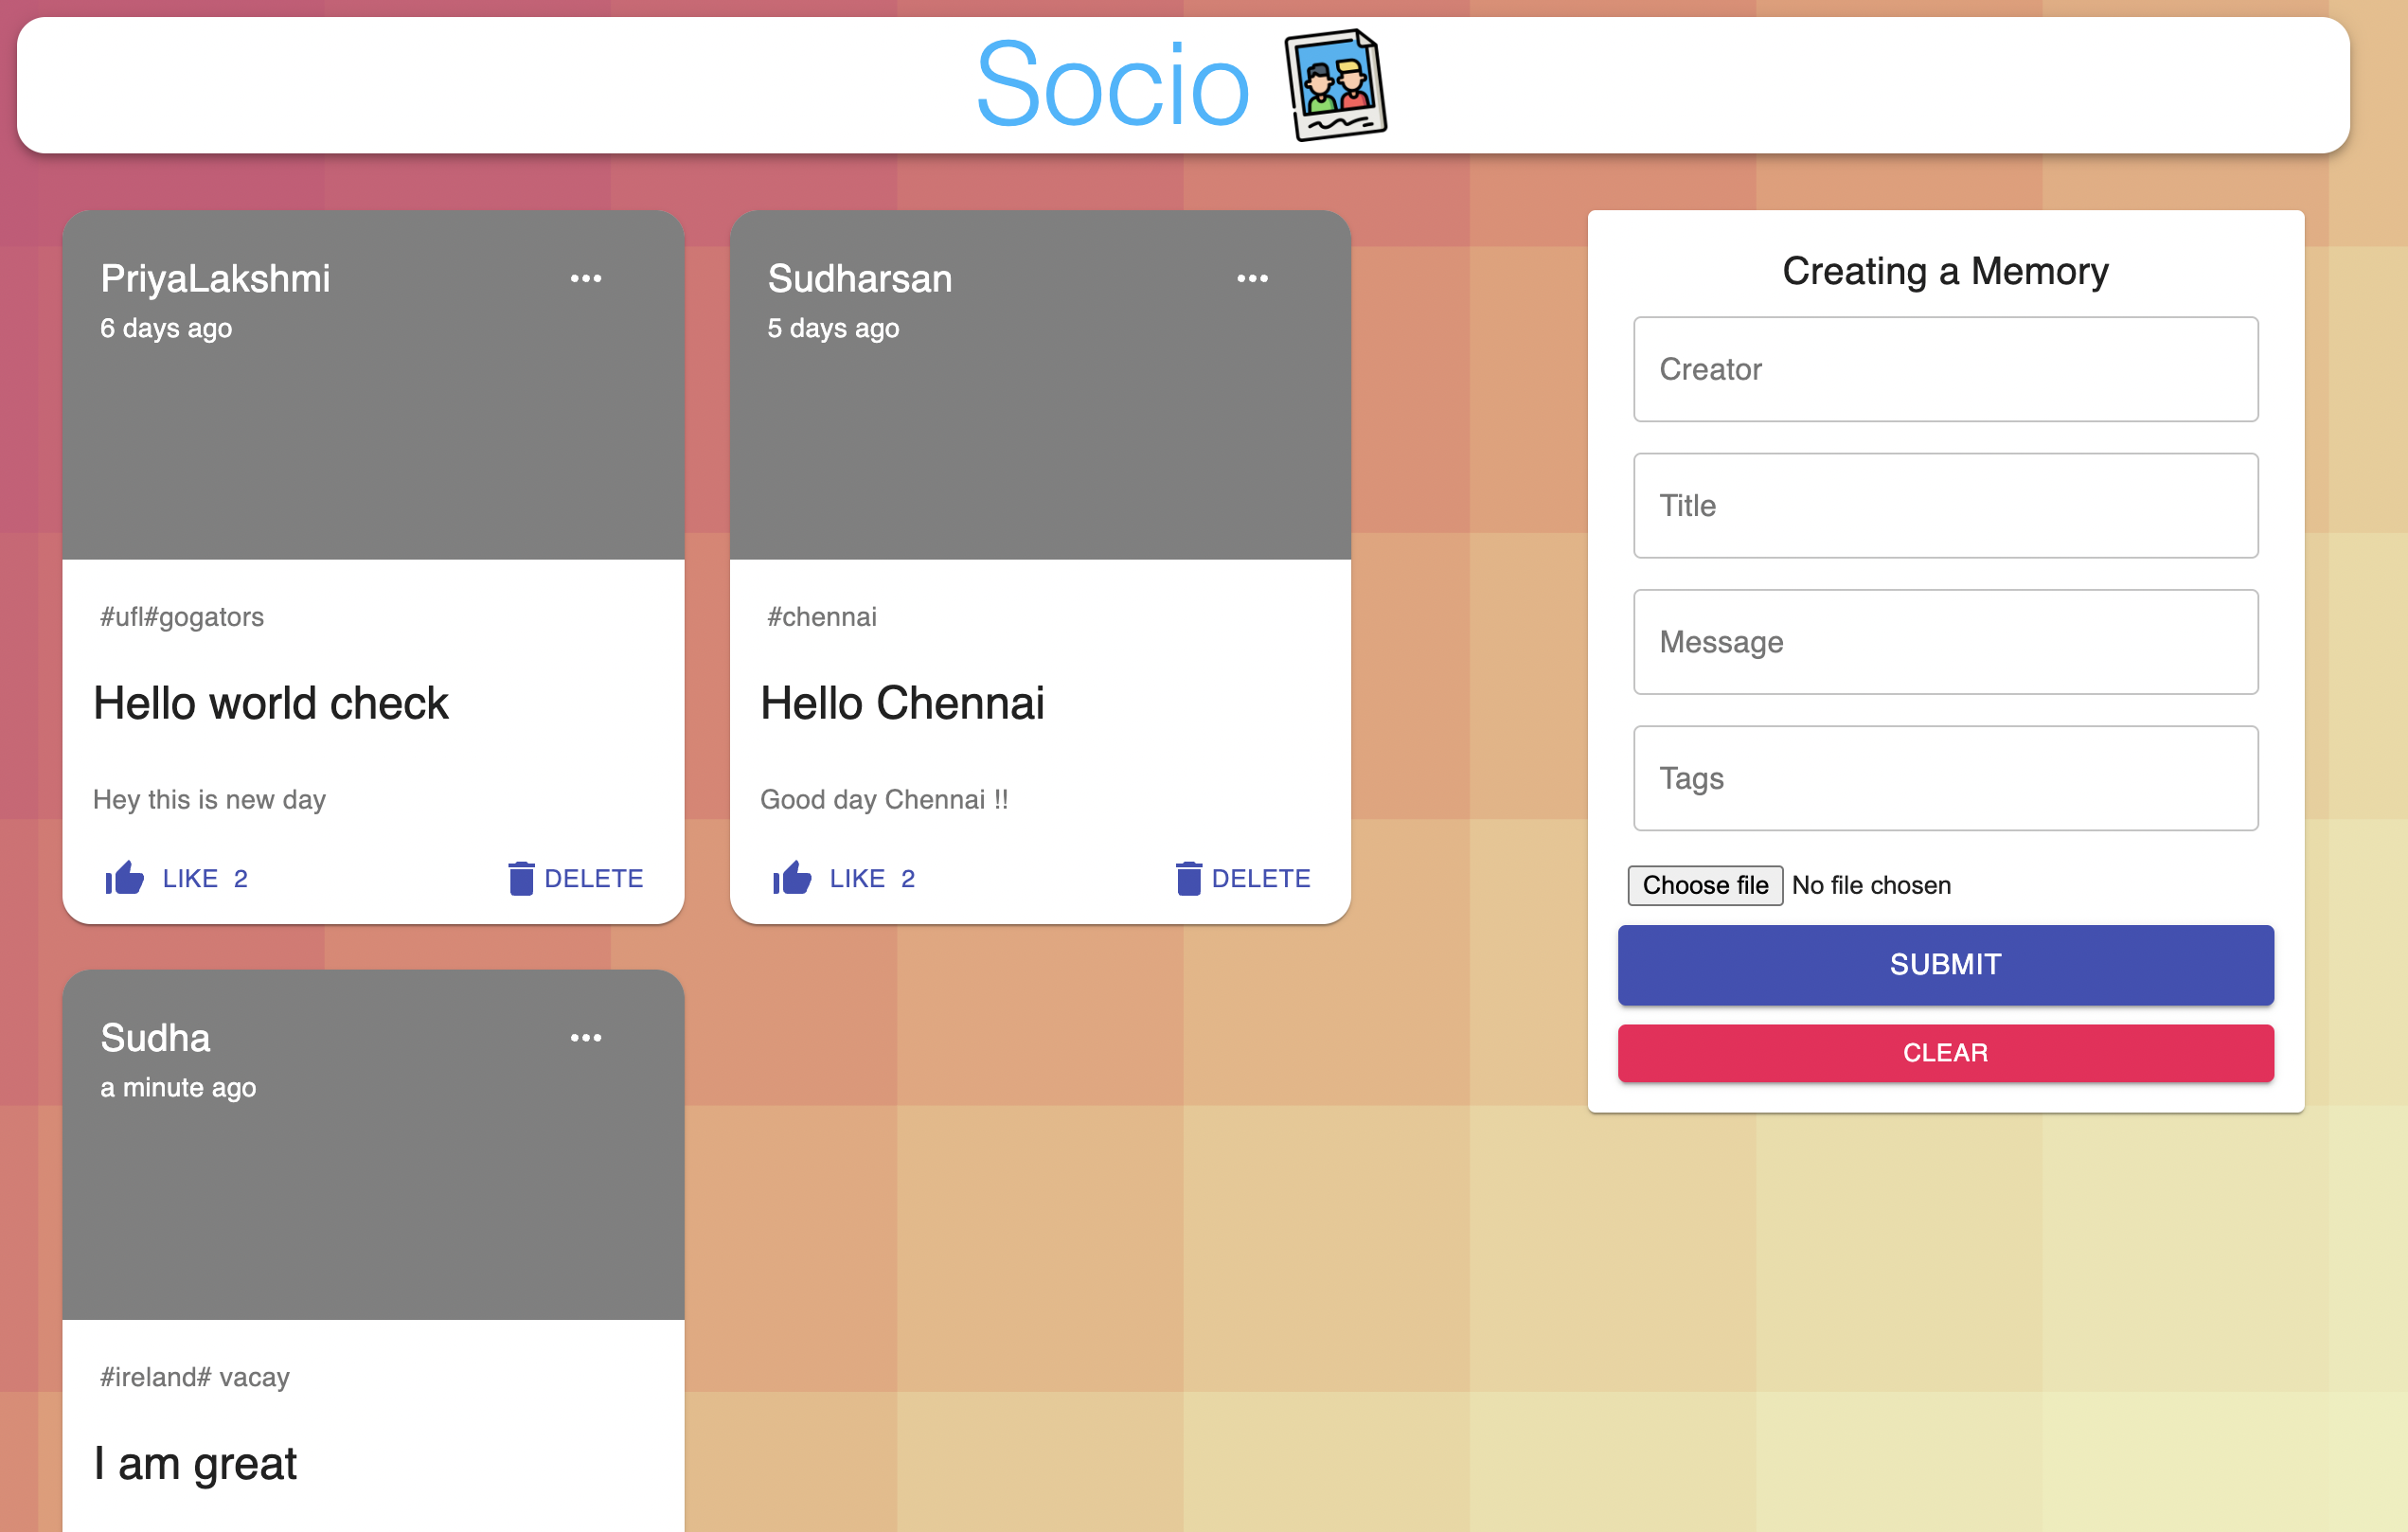 Socio
PriyaLakshmi
6 days ago
#ufl#gogators
Hello world check
Hey this is new day
LIKE 2
DELETE
Sudharsan
5 days ago
#chennai
Hello Chennai
Good day Chennai !!
LIKE 2
DELETE
Sudha
a minute ago
#ireland# vacay
I am great
Creating a Memory
Creator
Title
Message
Tags
Choose file No file chosen
SUBMIT
CLEAR